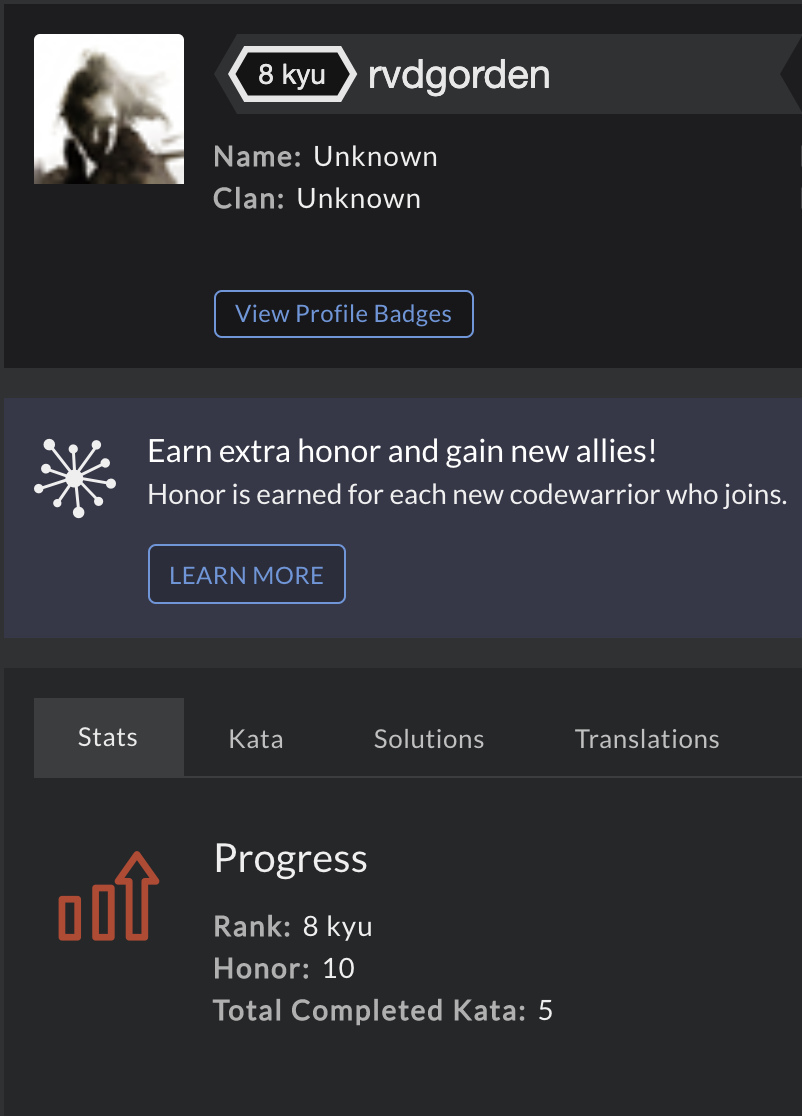 8 kyu rvdgorden
Name: Unknown
Clan: Unknown
View Profile Badges
Earn extra honor and gain new allies!
Honor is earned for each new codewarrior who joins.
LEARN MORE
Stats Kata Solutions Translations
Progress
Rank: 8 kyu
Honor: 10
Total Completed Kata: 5